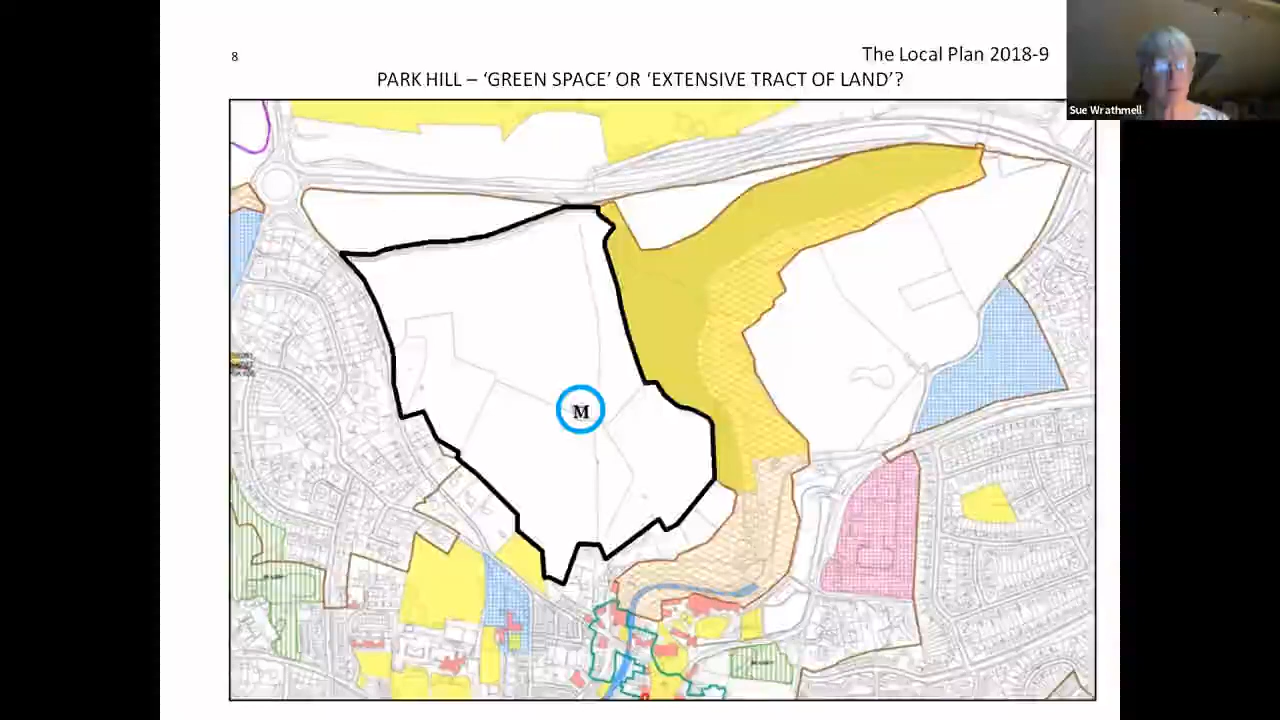 8
The Local Plan 2018-9
PARK HILL – ‘GREEN SPACE’ OR ‘EXTENSIVE TRACT OF LAND’?
Sue Wrathmell
M